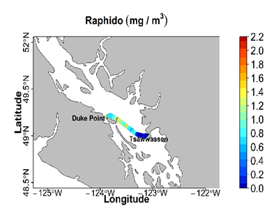 Raphido (mg / m³)
52°N
49.5°N
49°N
48.5°N
Latitude
Duke Point
Tsawwassen
−125°W −124°W −123°W −122°W
Longitude
2.2
2.0
1.8
1.6
1.4
1.2
1.0
0.8
0.6
0.4
0.2
0.0